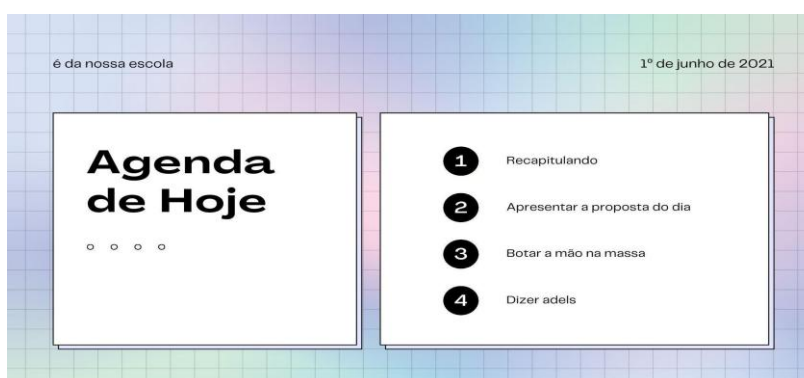 é da nossa escola
1º de junho de 2021
Agenda
de Hoje
1 Recapitulando
2 Apresentar a proposta do dia
3 Botar a mão na massa
4 Dizer adels